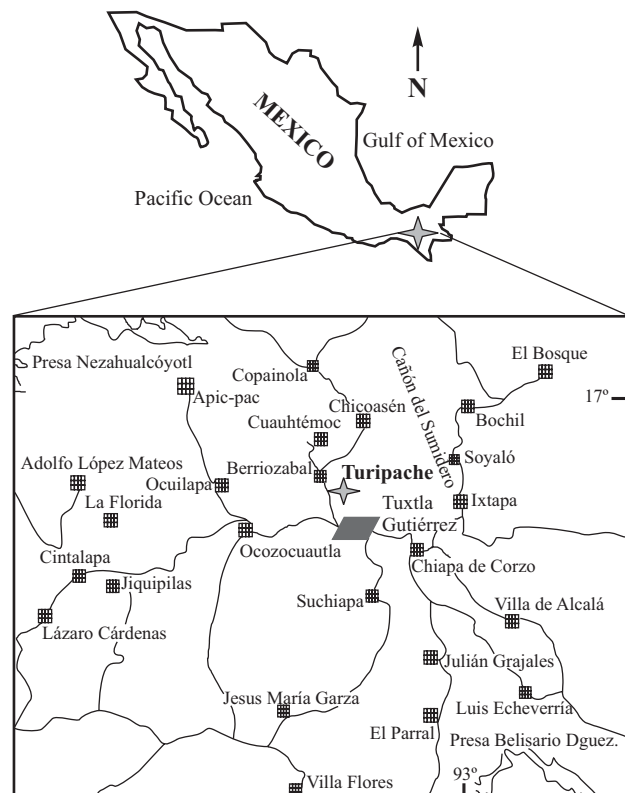 N
MEXICO
Gulf of Mexico
Pacific Ocean
Presa Nezahualcóyotl
Copainola
Cañón del Sumidero
El Bosque
17º
Apic-pac
Chicoasén
Bochil
Cuauhtémoc
Soyaló
Adolfo López Mateos
Berriozabal
Turipache
Ocuilapa
La Florida
Tuxtla
Gutiérrez
Ixtapa
Ocozocuautla
Chiapa de Corzo
Cintalapa
Jiquipilas
Suchiapa
Villa de Alcalá
Lázaro Cárdenas
Julián Grajales
Jesus María Garza
Luis Echeverría
El Parral
Presa Belisario Dguez.
Villa Flores
93º